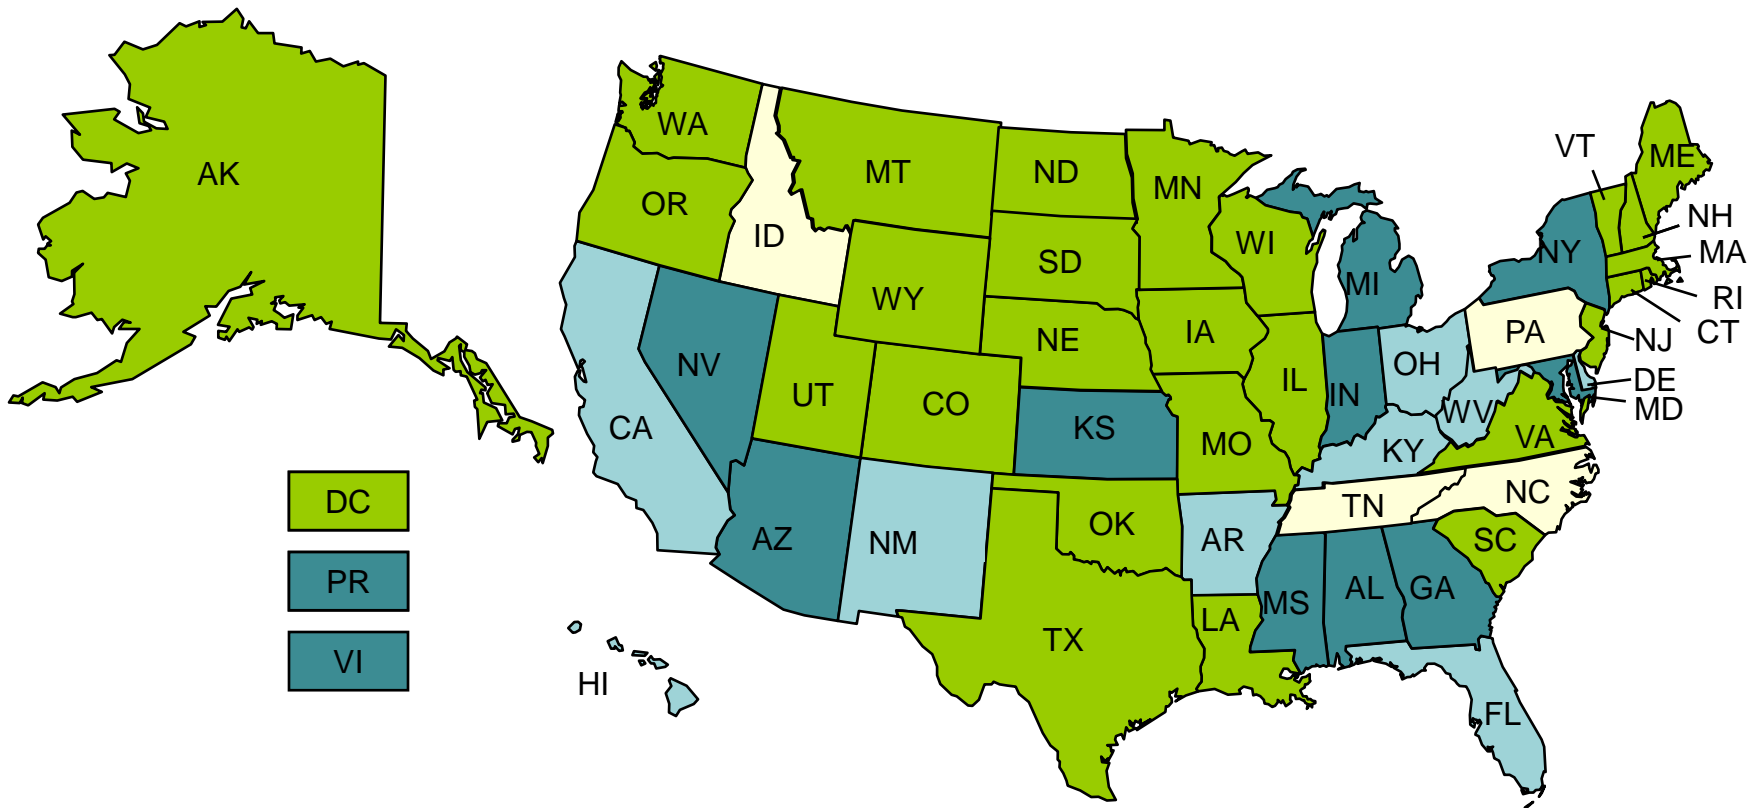 AK
WA
OR
ID
MT
ND
MN
SD
WI
WY
NE
IA
MI
NY
VT
ME
NH
MA
RI
CT
NJ
PA
DE
MD
NV
UT
CO
CA
KS
MO
IL
IN
OH
WV
VA
KY
TN
NC
SC
AZ
NM
OK
AR
TX
LA
MS
AL
GA
FL
HI
DC
PR
VI